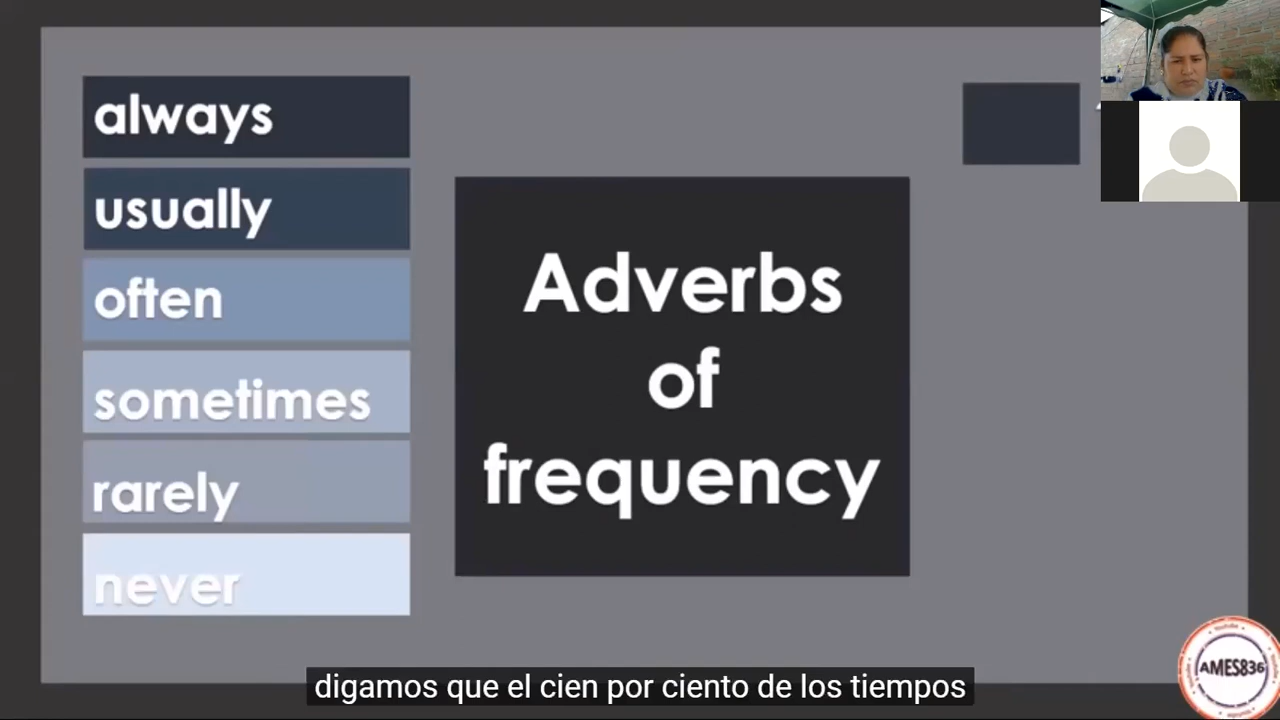 always
usually
often
sometimes
rarely
never
Adverbs
of
frequency
digamos que el cien por ciento de los tiempos
AMES836